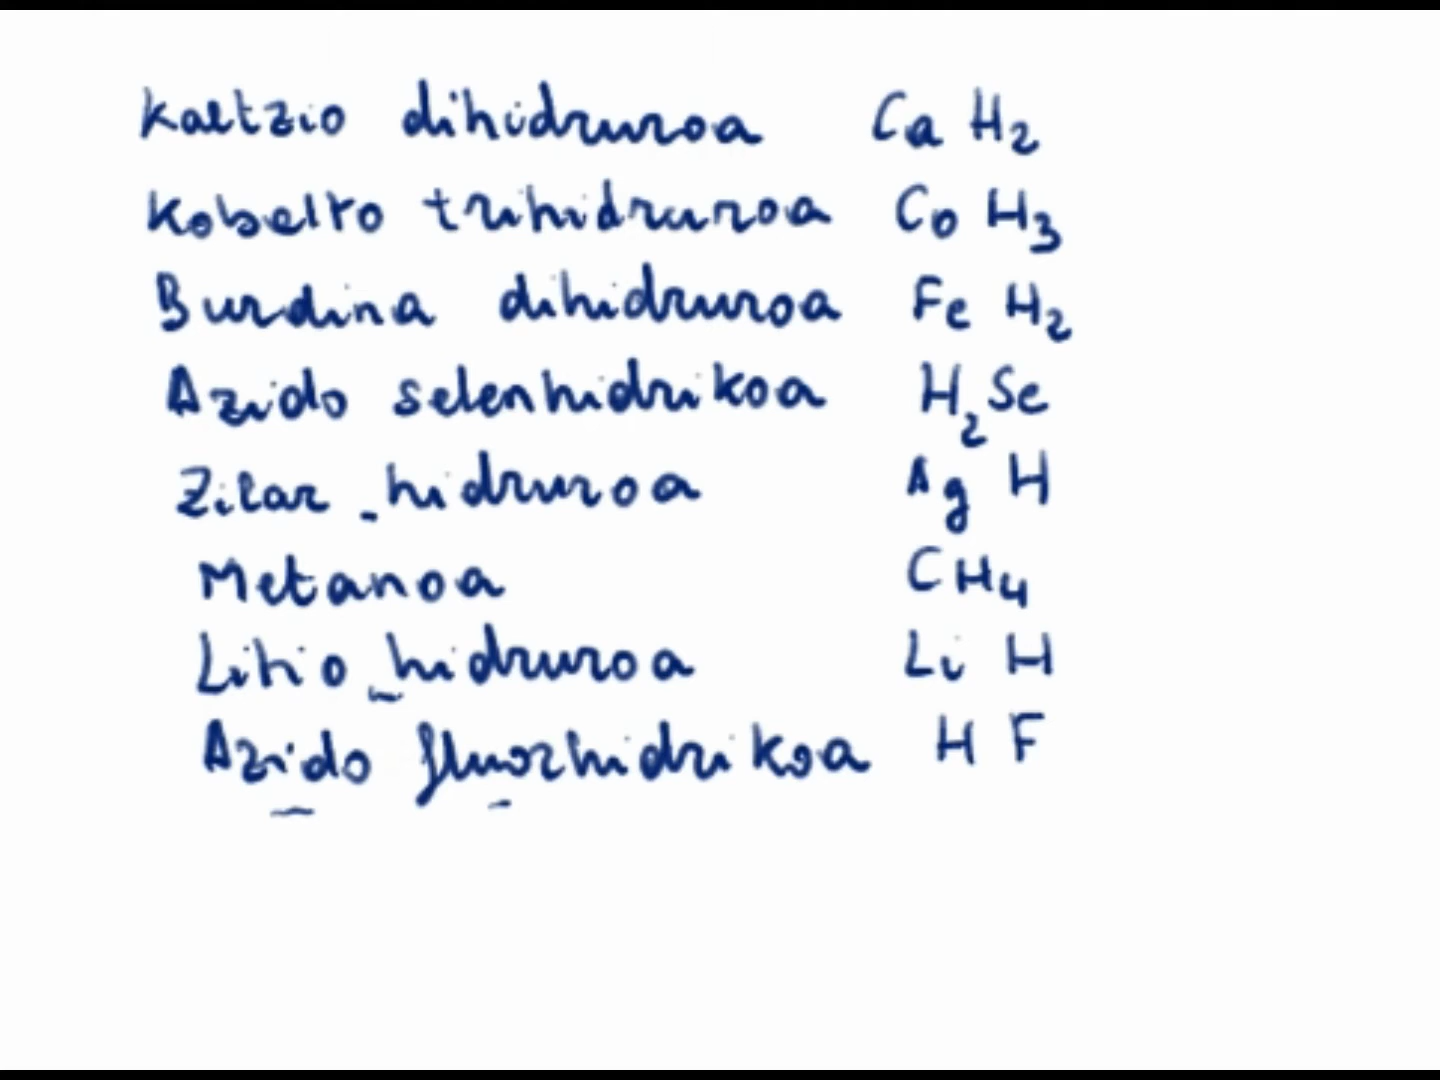 Kaltzio dihidruroa CaH₂
Kobalto trihidruroa CoH₃
Burdina dihidruroa FeH₂
Azido selenhidrikoa H₂Se
Zilar hidruroa AgH
Metanoa CH₄
Litio hidruroa LiH
Azido fluorhidrikoa HF